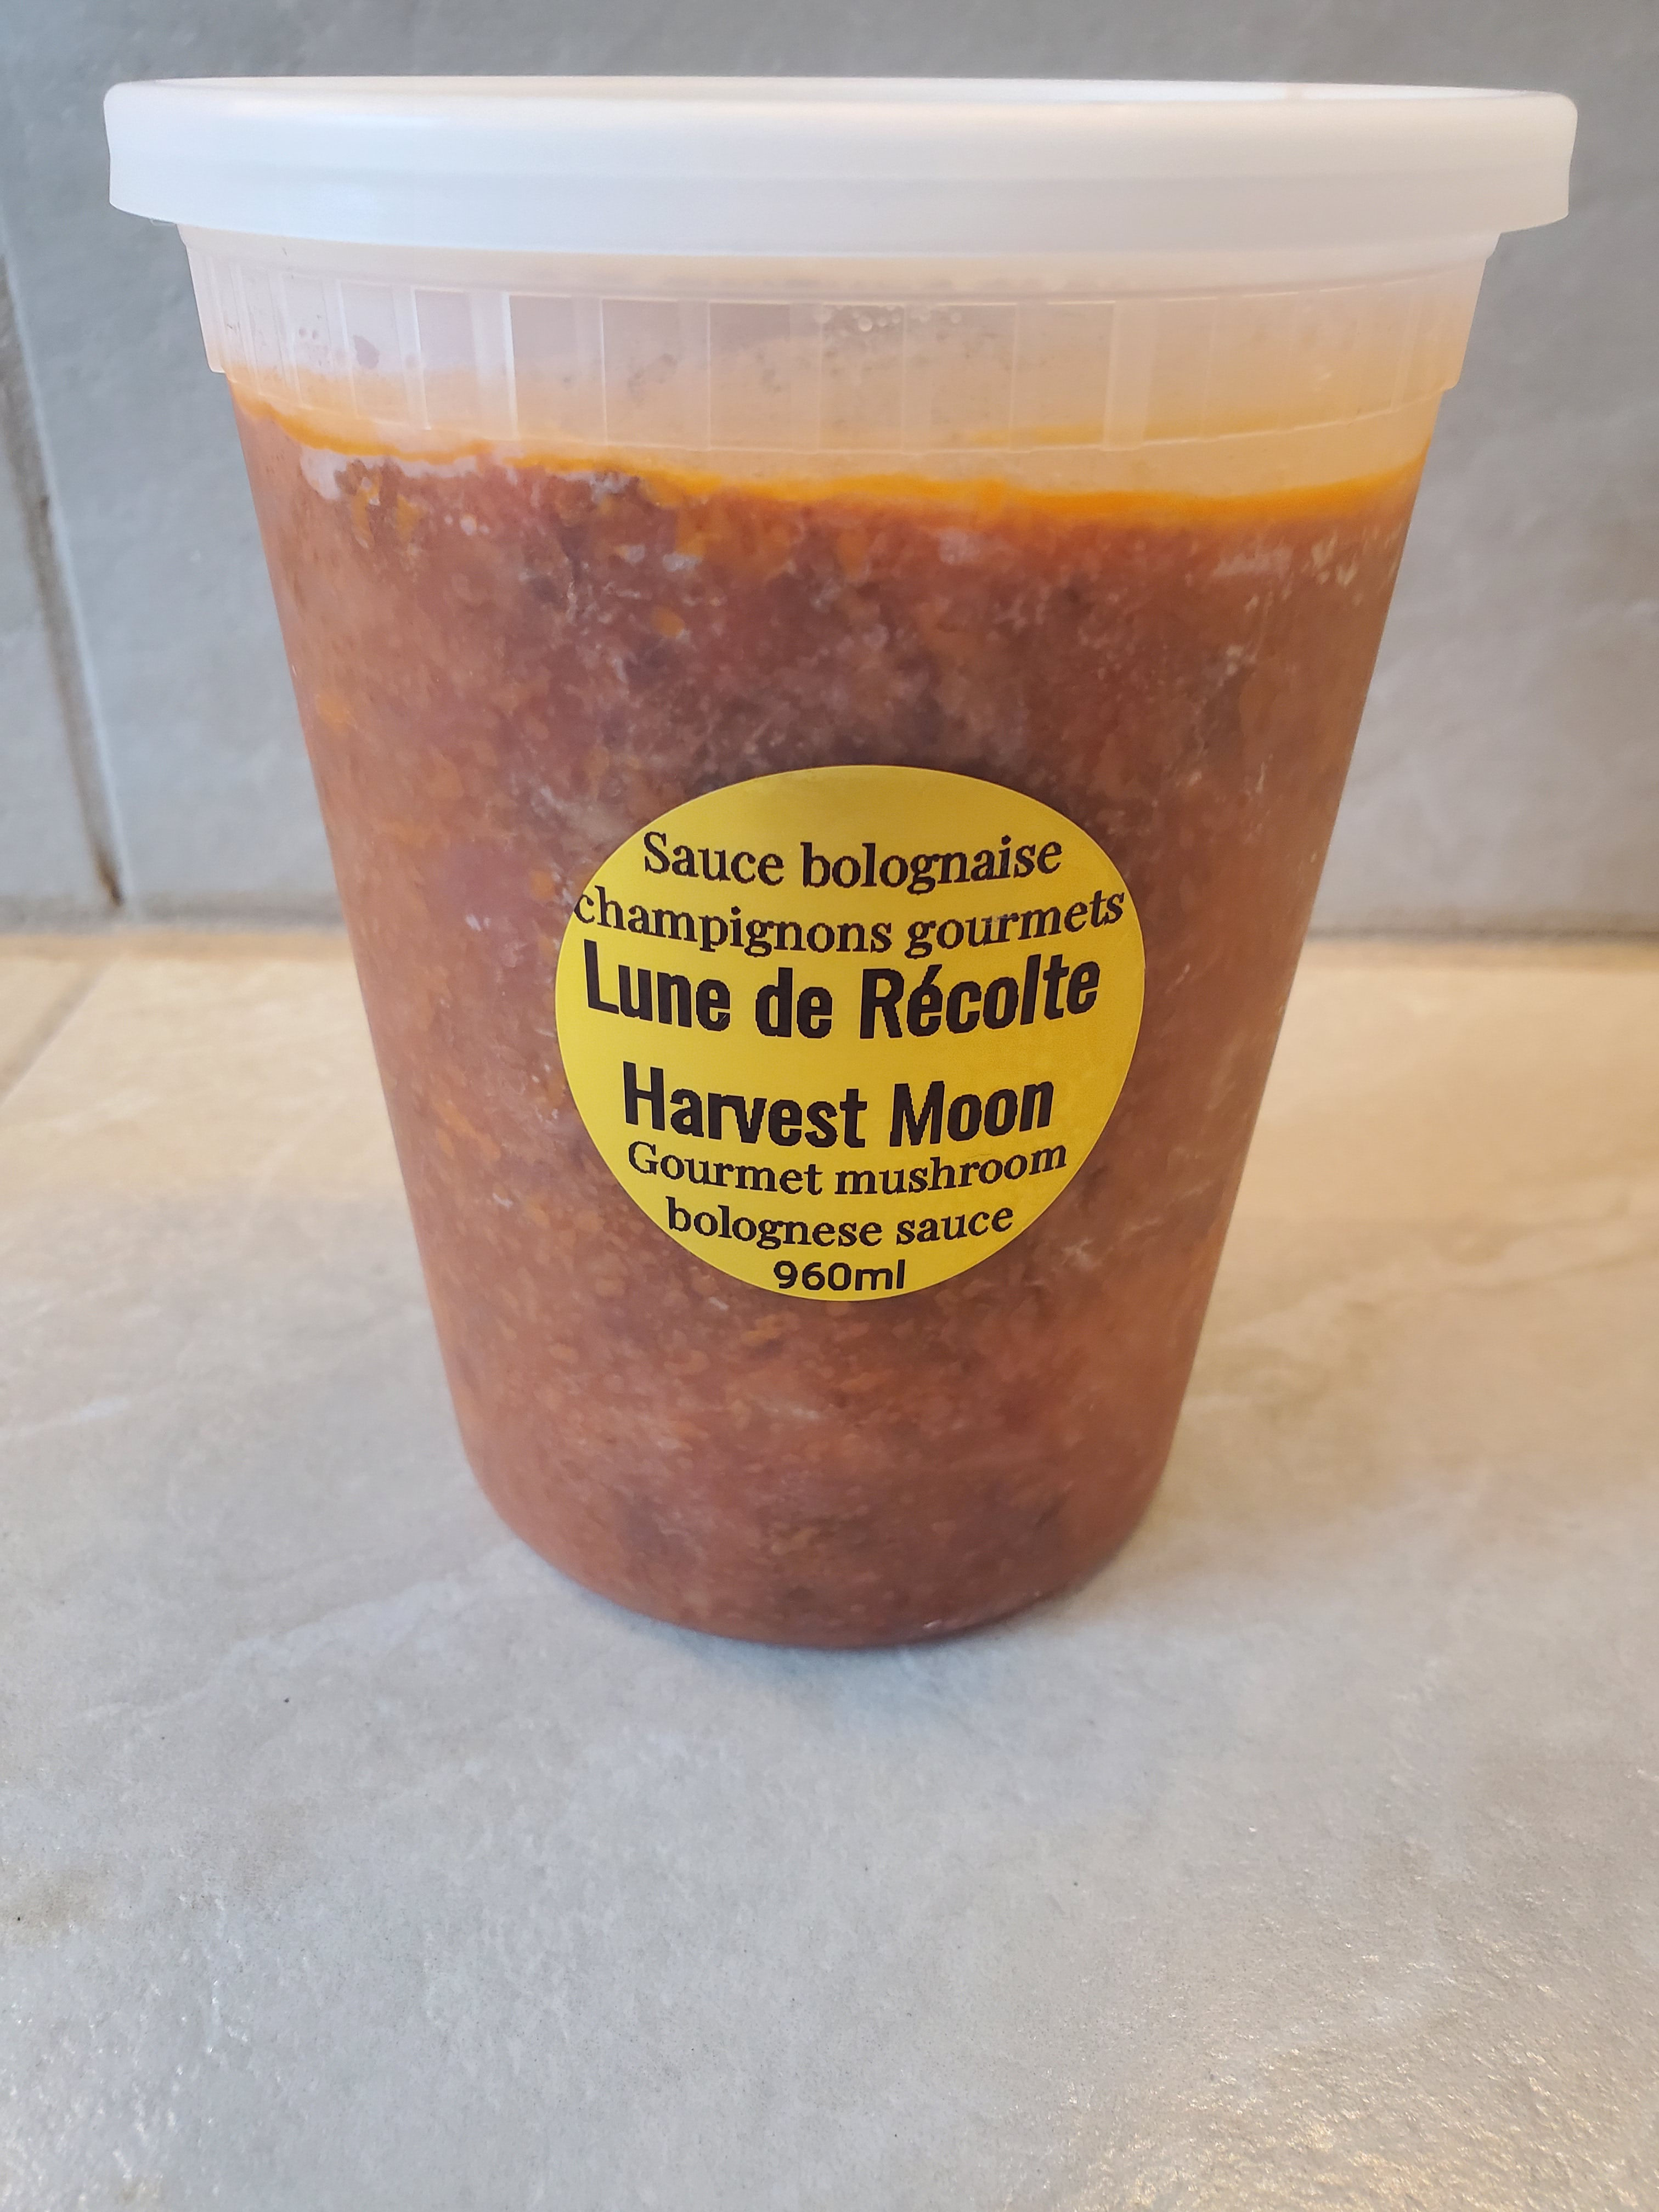 Sauce bolognaise
champignons gourmets
Lune de Récolte
Harvest Moon
Gourmet mushroom
bolognese sauce
960ml